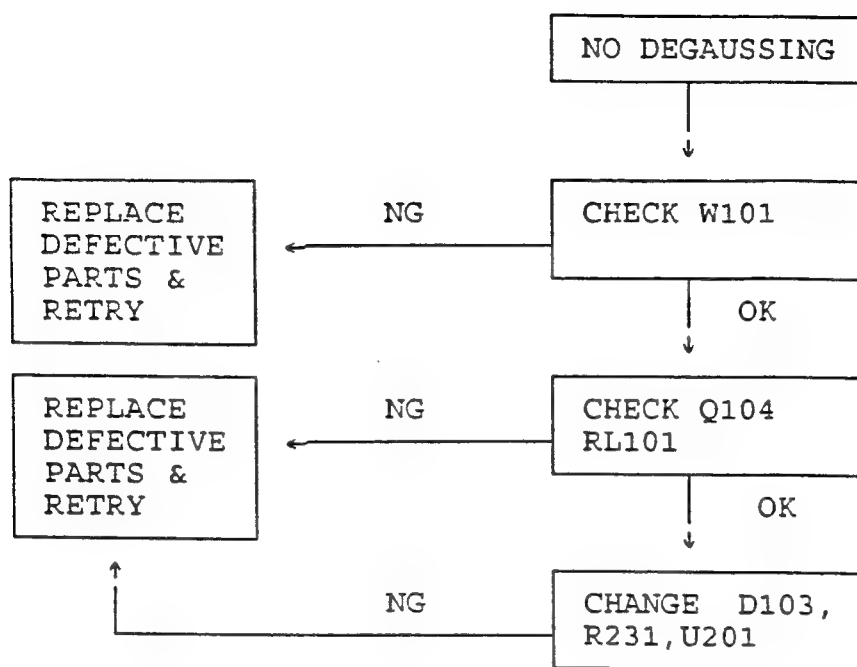 NO DEGAUSSING
REPLACE
DEFECTIVE
PARTS &
RETRY
NG
CHECK W101
OK
REPLACE
DEFECTIVE
PARTS &
RETRY
NG
CHECK Q104
RL101
OK
NG
CHANGE D103,
R231,U201